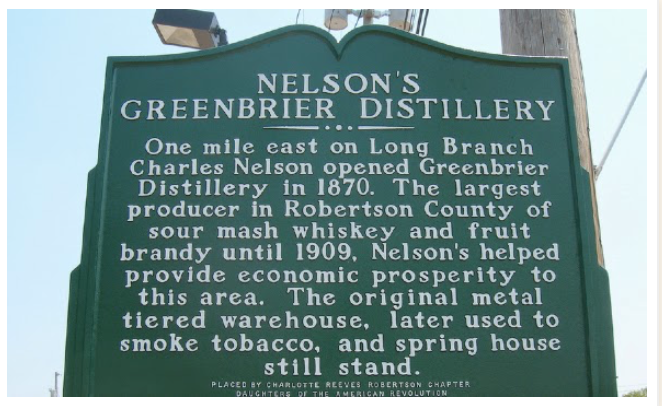 NELSON'S
GREENBRIER DISTILLERY
One mile east on Long Branch
Charles Nelson opened Greenbrier
Distillery in 1870. The largest
producer in Robertson County of
sour mash whiskey and fruit
brandy until 1909, Nelson's helped
provide economic prosperity to
this area. The original metal
tiered warehouse, later used to
smoke tobacco, and spring house
still stand.
PLACED BY CHARLOTTE REEVES ROBERTSON CHAPTER
DAUGHTERS OF THE AMERICAN REVOLUTION